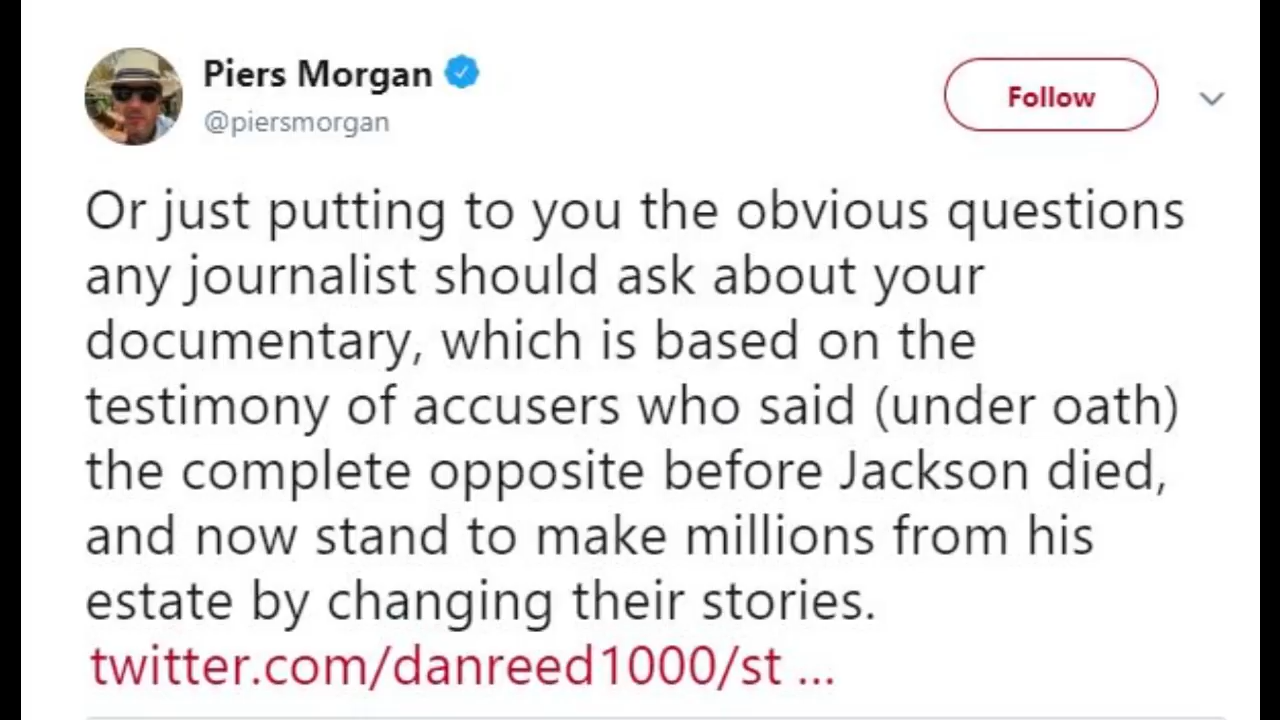 Piers Morgan
@piersmorgan
Follow
Or just putting to you the obvious questions
any journalist should ask about your
documentary, which is based on the
testimony of accusers who said (under oath)
the complete opposite before Jackson died,
and now stand to make millions from his
estate by changing their stories.
twitter.com/danreed1000/st ...